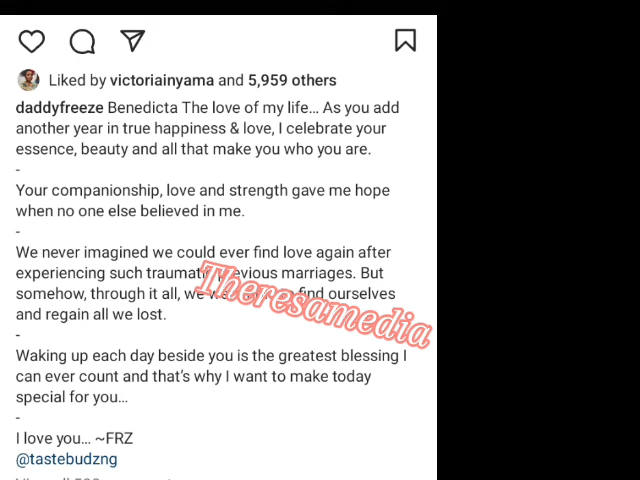 Liked by victoriainyama and 5,959 others
daddyfreeze Benedicta The love of my life... As you add
another year in true happiness & love, I celebrate your
essence, beauty and all that make you who you are.
-
Your companionship, love and strength gave me hope
when no one else believed in me.
-
We never imagined we could ever find love again after
experiencing such traumatic previous marriages. But
somehow, through it all, we find ourselves
and regain all we lost.
Theresamedia
-
Waking up each day beside you is the greatest blessing I
can ever count and that's why I want to make today
special for you...
-
I love you... ~FRZ
@tastebudzng